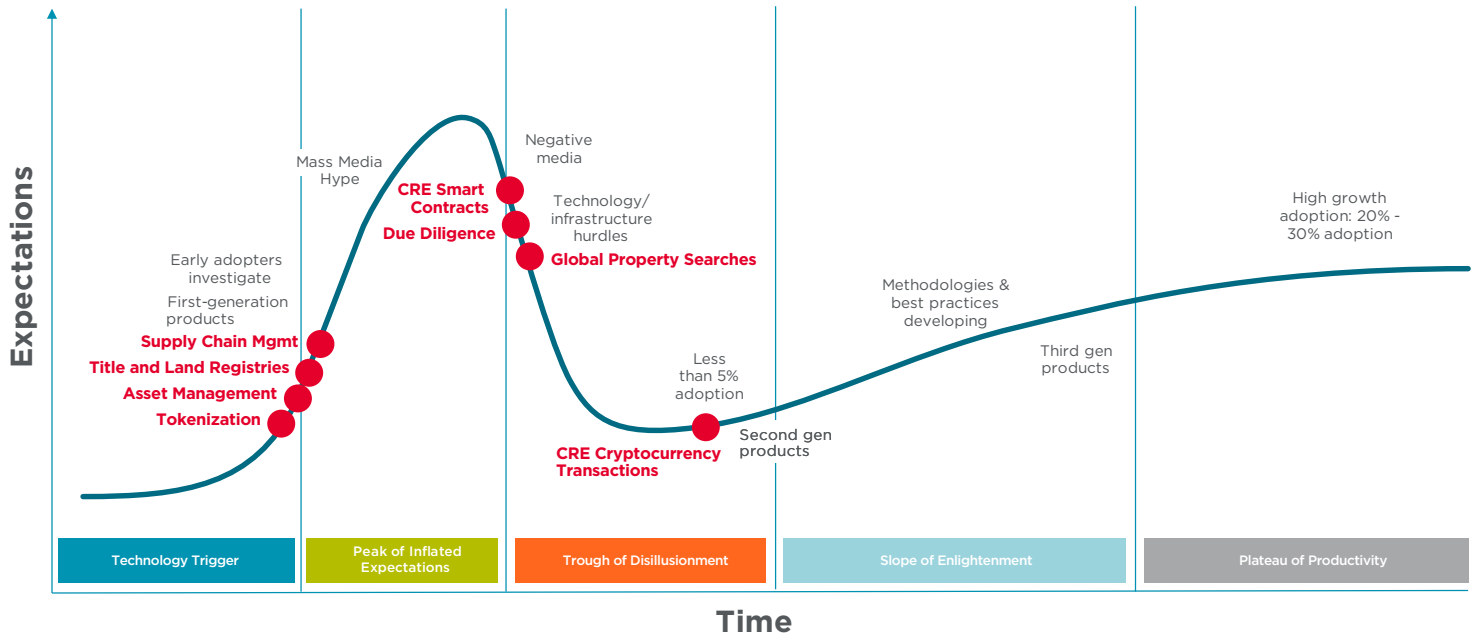 Expectations
Mass Media
Hype
Early adopters
investigate
First-generation
products
Supply Chain Mgmt
Title and Land Registries
Asset Management
Tokenization
Negative
media
CRE Smart
Contracts
Due Diligence
Technology/
infrastructure
hurdles
Global Property Searches
Less
than 5%
adoption
CRE Cryptocurrency
Transactions
Second gen
products
Methodologies &
best practices
developing
Third gen
products
High growth
adoption: 20% -
30% adoption
Technology Trigger
Peak of Inflated
Expectations
Trough of Disillusionment
Slope of Enlightenment
Plateau of Productivity
Time